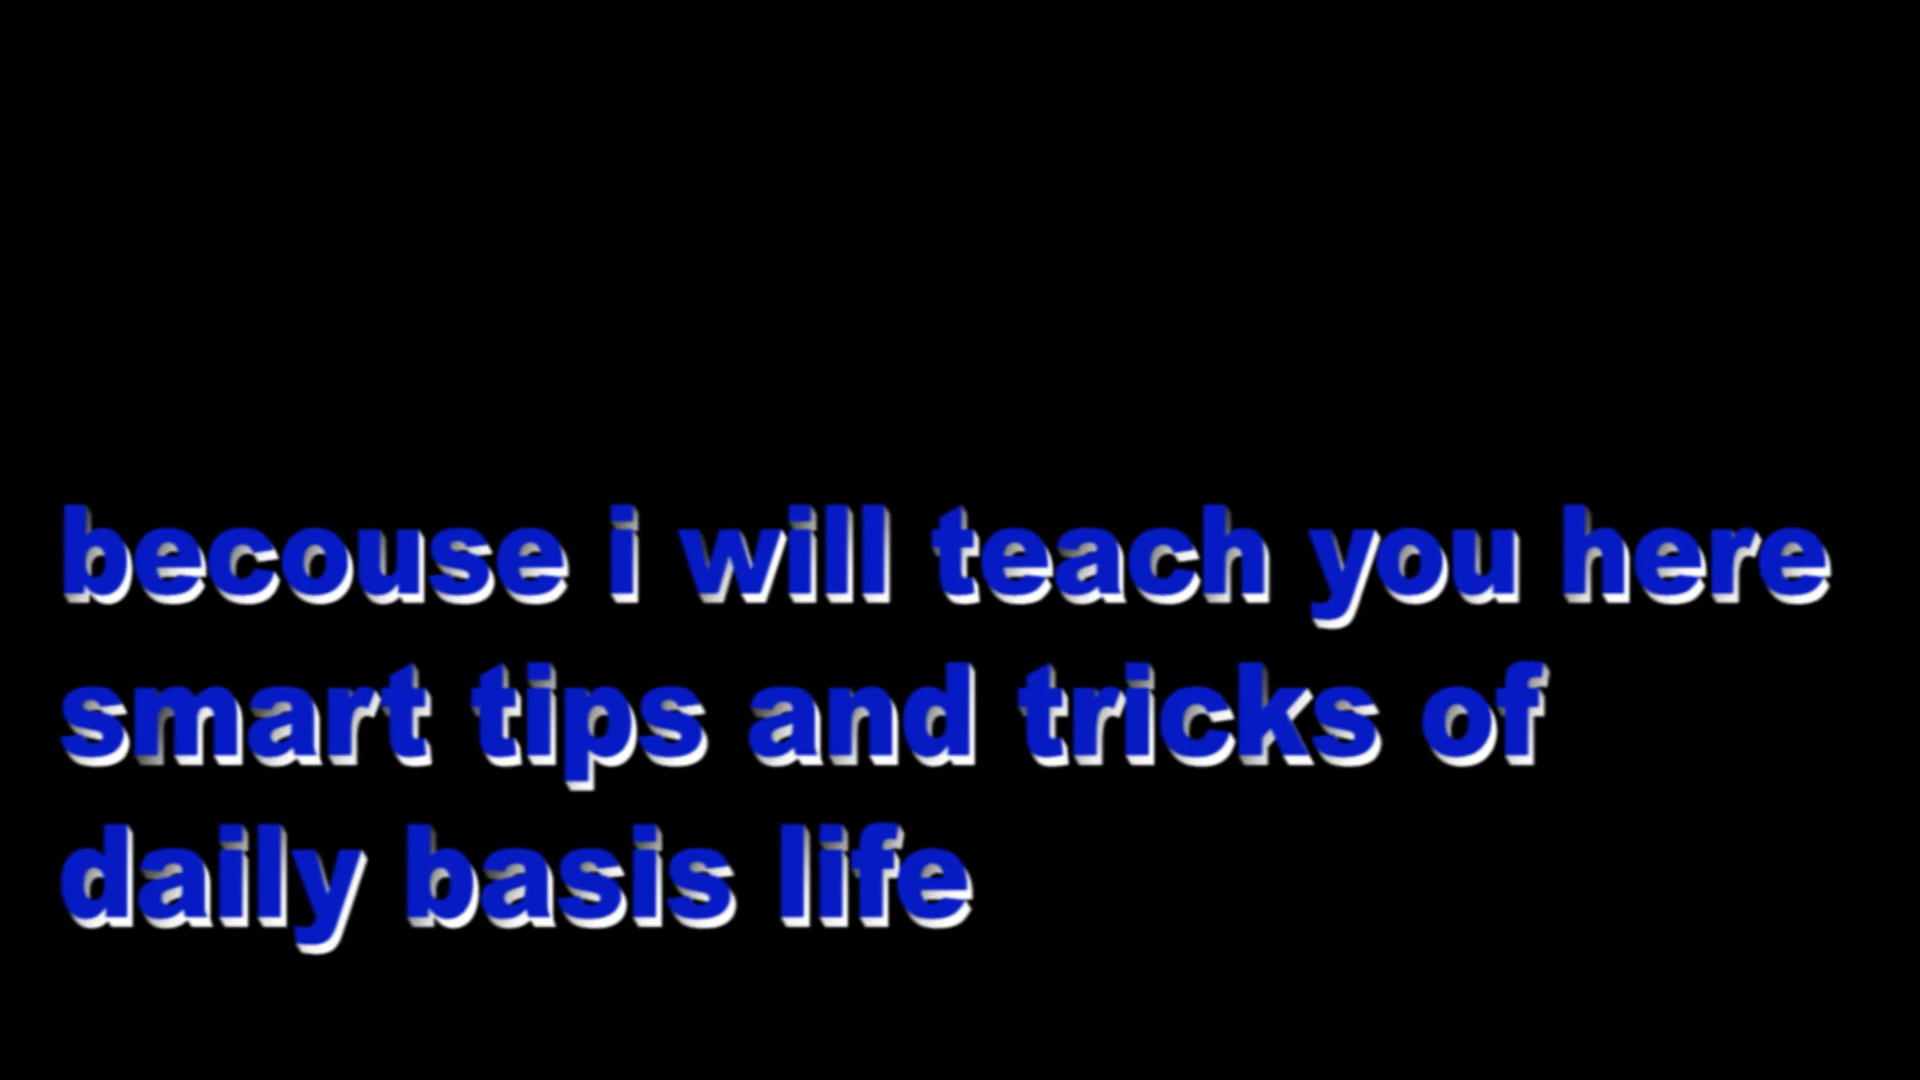 becouse i will teach you here
smart tips and tricks of
daily basis life